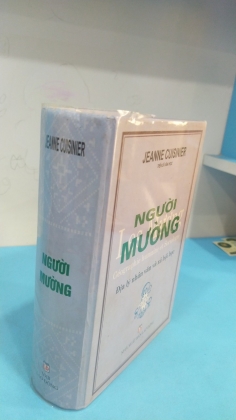 JEANNE CUISINIER
NGƯỜI
MƯỜNG
JEANNE CUISINIER
NGƯỜI
MƯỜNG
Địa lý nhân văn và xã hội học